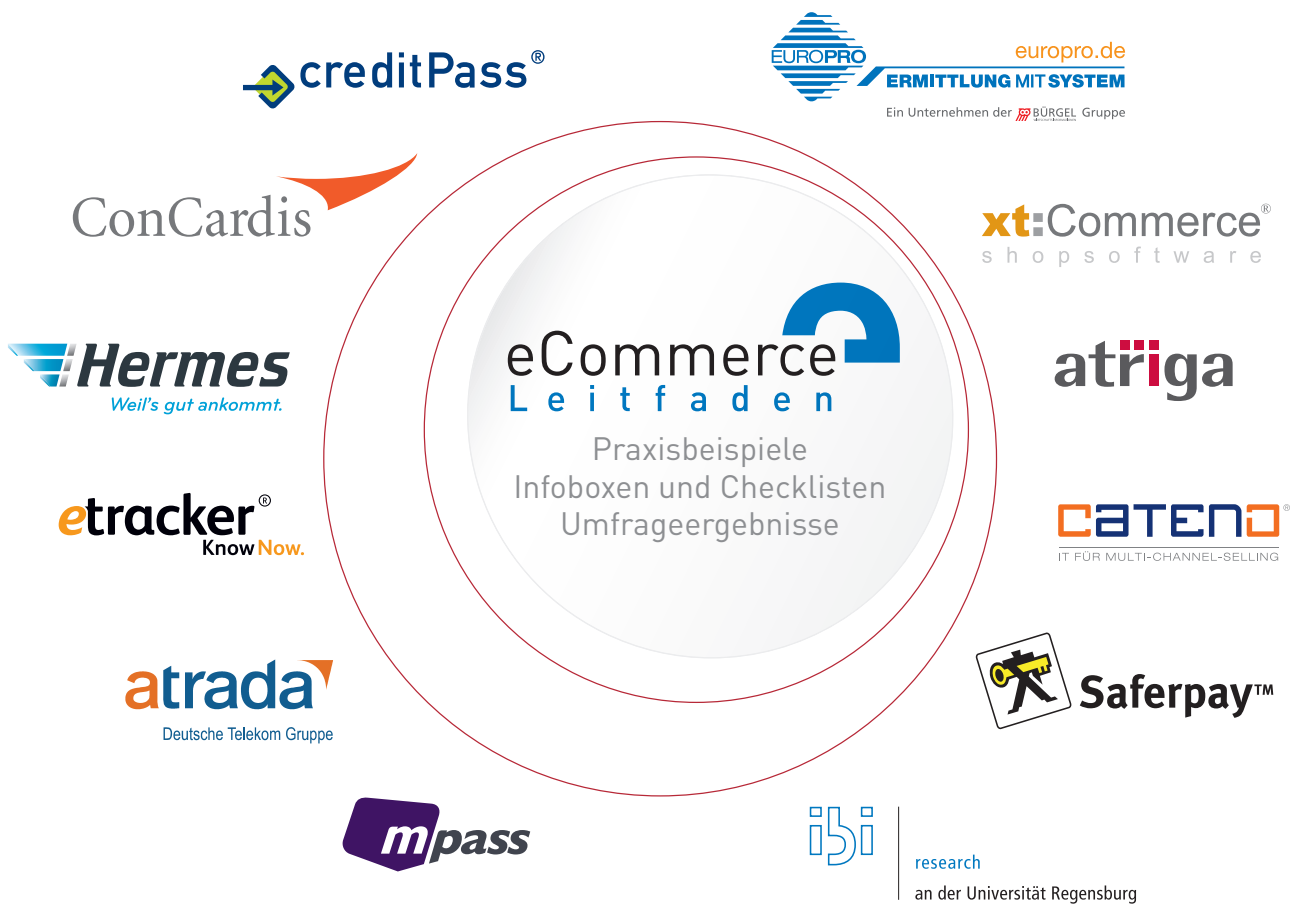 creditPass®
EUROPRO
europro.de
ERMITTLUNG MIT SYSTEM
Ein Unternehmen der BÜRGEL Gruppe
ConCardis
xt:Commerce®
shopsoftware
eCommerce
Leitfaden
Praxisbeispiele
Infoboxen und Checklisten
Umfrageergebnisse
Hermes
Weil's gut ankommt.
atriga
etracker®
Know Now.
CATENO®
IT FÜR MULTI-CHANNEL-SELLING
atrada
Deutsche Telekom Gruppe
Saferpay™
mpass
ibi
research
an der Universität Regensburg